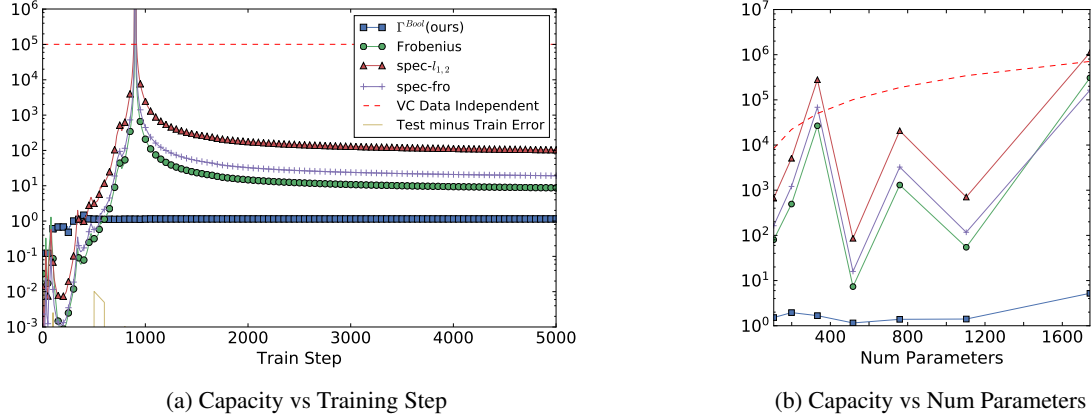 10^6
10^5
10^4
10^3
10^2
10^1
10^0
10^-1
10^-2
10^-3
0 1000 2000 3000 4000 5000
Train Step
Γ^Bool(ours)
Frobenius
spec-l_1,2
spec-fro
VC Data Independent
Test minus Train Error
(a) Capacity vs Training Step
10^7
10^6
10^5
10^4
10^3
10^2
10^1
10^0
400 800 1200 1600
Num Parameters
(b) Capacity vs Num Parameters